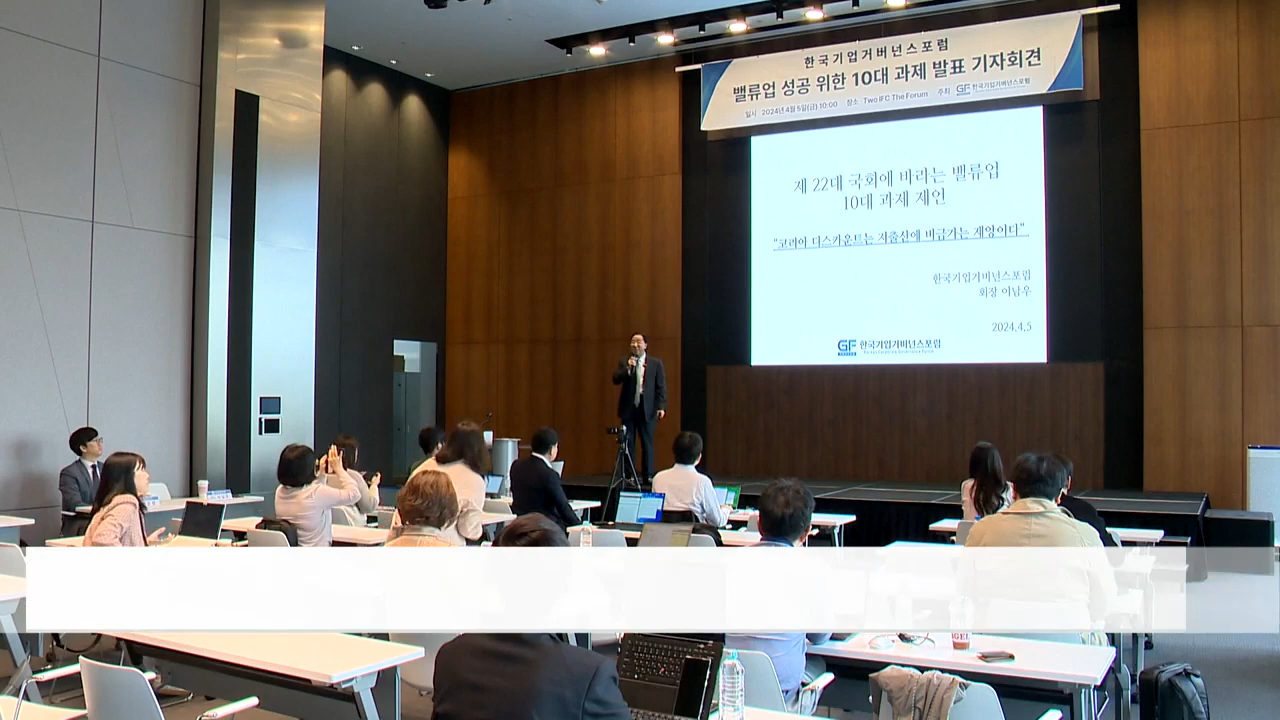 한국기업거버넌스포럼
밸류업 성공 위한 10대 과제 발표 기자회견
일시 2024년 4월 5일(금) 10:00 장소 Two IFC The Forum 주최 GF 한국기업거버넌스포럼
제 22대 국회에 바라는 밸류업
10대 과제 제언
"코리아 디스카운트는 저출산에 비금가는 재앙이다"
한국기업거버넌스포럼
회장 이남우
2024.4.5
GF 한국기업거버넌스포럼